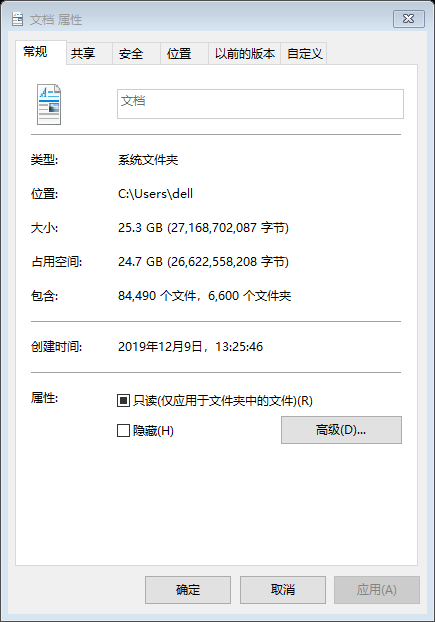 文档 属性
常规 共享 安全 位置 以前的版本 自定义
文档
类型: 系统文件夹
位置: C:\Users\dell
大小: 25.3 GB (27,168,702,087 字节)
占用空间: 24.7 GB (26,622,558,208 字节)
包含: 84,490 个文件，6,600 个文件夹
创建时间: 2019年12月9日，13:25:46
属性: 只读(仅应用于文件夹中的文件)(R)
隐藏(H) 高级(D)...
确定 取消 应用(A)